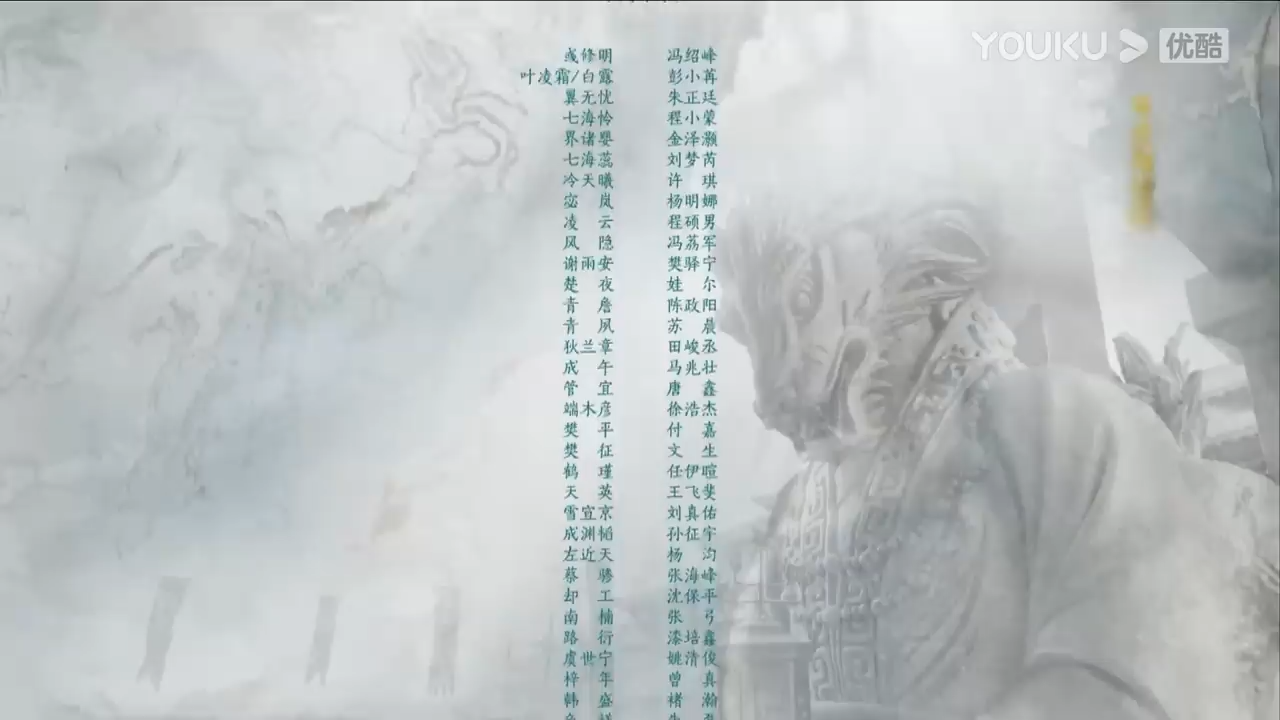 YOUKU 优酷
彧修明 冯绍峰
叶凌霜/白露 彭小苒
翼无忧 朱正廷
七海怜 程小蒙
界诸婴 金泽灏
七海蕊 刘梦芮
冷天曦 许琪
宓岚 杨明娜
凌云 程硕男
风隐 冯荔军
谢雨安 樊驿宁
楚夜 娃尔
青詹 陈政阳
青夙 苏晨
狄兰章 田峻丞
成午 马兆壮
管宜 唐鑫
端木彦 徐浩杰
樊平 付嘉
樊征 文生
鹤瑾 任伊暄
天英 王飞斐
雪宣京 刘真佑
成渊韬 孙征宇
左近天 杨沟
蔡骖 张海峰
却工 沈保平
南楠 张弓
路衍 漆培鑫
虞世宁 姚清俊
梓年 曾真
韩盛 褚瀚